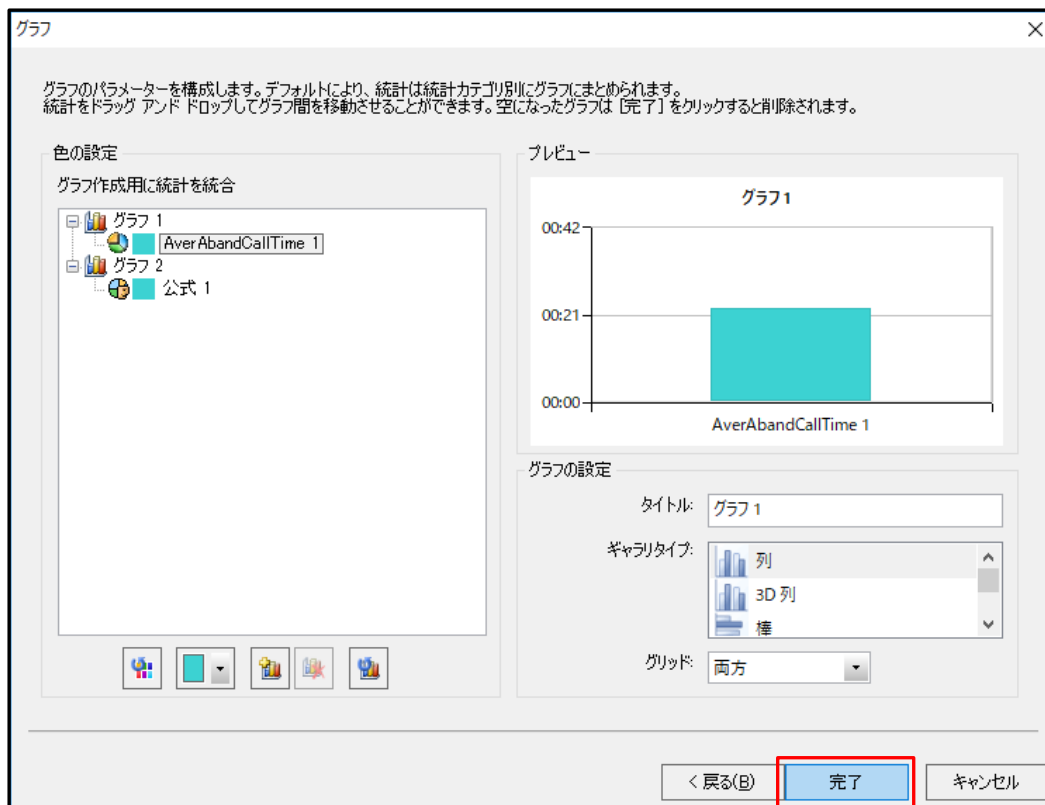 グラフ
グラフのパラメーターを構成します。デフォルトにより、統計は統計カテゴリ別にグラフにまとめられます。
統計をドラッグ アンド ドロップしてグラフ間を移動させることができます。空になったグラフは [完了] をクリックすると削除されます。
色の設定
グラフ作成用に統計を統合
グラフ 1
AverAbandCallTime 1
グラフ 2
公式 1
プレビュー
グラフ1
00:42
00:21
00:00
AverAbandCallTime 1
グラフの設定
タイトル:
グラフ 1
ギャラリタイプ:
列
3D 列
棒
グリッド:
両方
< 戻る(B)
完了
キャンセル